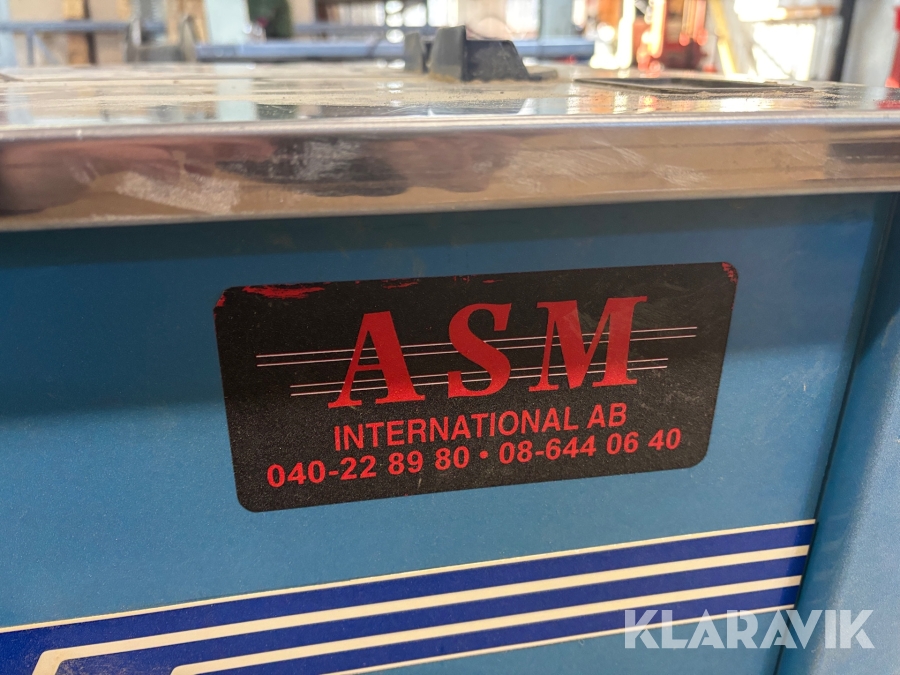 ASM
INTERNATIONAL AB
040-22 89 80 • 08-644 06 40
KLARAVIK